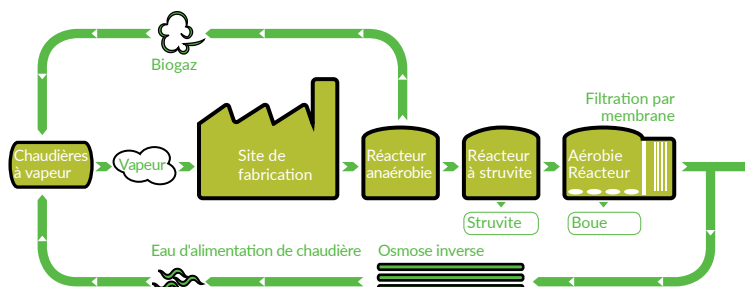 Biogaz
Filtration par
membrane
Chaudières
à vapeur
Vapeur
Site de
fabrication
Réacteur
anaérobie
Réacteur
à struvite
Aérobie
Réacteur
Struvite
Boue
Eau d'alimentation de chaudière
Osmose inverse